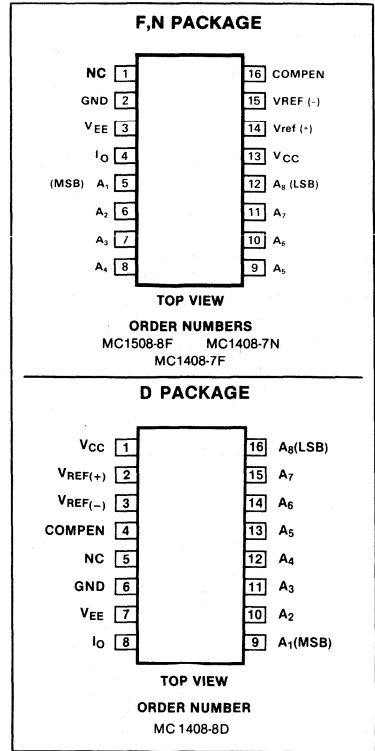 F,N PACKAGE
NC 1 16 COMPEN
GND 2 15 VREF (-)
VEE 3 14 Vref (+)
IO 4 13 VCC
(MSB) A1 5 12 A8 (LSB)
A2 6 11 A7
A3 7 10 A6
A4 8 9 A5
TOP VIEW
ORDER NUMBERS
MC1508-8F MC1408-7N
MC1408-7F
D PACKAGE
VCC 1 16 A8(LSB)
VREF(+) 2 15 A7
VREF(−) 3 14 A6
COMPEN 4 13 A5
NC 5 12 A4
GND 6 11 A3
VEE 7 10 A2
IO 8 9 A1(MSB)
TOP VIEW
ORDER NUMBER
MC 1408-8D